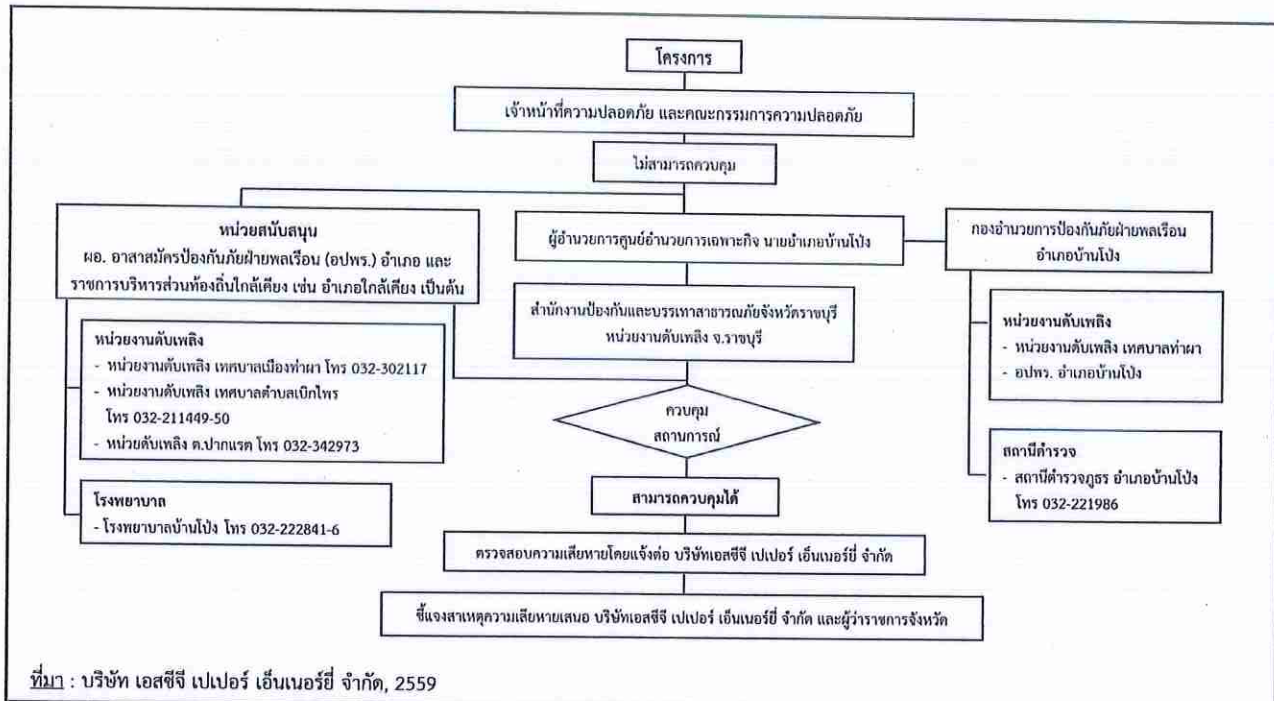 โครงการ
เจ้าหน้าที่ความปลอดภัย และคณะกรรมการความปลอดภัย
ไม่สามารถควบคุม
หน่วยสนับสนุน
ผอ. อาสาสมัครป้องกันภัยฝ่ายพลเรือน (อปพร.) อำเภอ และ
ราชการบริหารส่วนท้องถิ่นใกล้เคียง เช่น อำเภอใกล้เคียง เป็นต้น
ผู้อำนวยการศูนย์อำนวยการเฉพาะกิจ นายอำเภอบ้านโป่ง
กองอำนวยการป้องกันภัยฝ่ายพลเรือน
อำเภอบ้านโป่ง
สำนักงานป้องกันและบรรเทาสาธารณภัยจังหวัดราชบุรี
หน่วยงานดับเพลิง จ.ราชบุรี
หน่วยงานดับเพลิง
- หน่วยงานดับเพลิง เทศบาลเมืองท่าผา โทร 032-302117
- หน่วยงานดับเพลิง เทศบาลตำบลเบิกไพร
โทร 032-211449-50
- หน่วยดับเพลิง ต.ปากแรต โทร 032-342973
หน่วยงานดับเพลิง
- หน่วยงานดับเพลิง เทศบาลท่าผา
- อปพร. อำเภอบ้านโป่ง
ควบคุม
สถานการณ์
โรงพยาบาล
- โรงพยาบาลบ้านโป่ง โทร 032-222841-6
สามารถควบคุมได้
สถานีตำรวจ
- สถานีตำรวจภูธร อำเภอบ้านโป่ง
โทร 032-221986
ตรวจสอบความเสียหายโดยแจ้งต่อ บริษัทเอสซีจี เปเปอร์ เอ็นเนอร์ยี่ จำกัด
ชี้แจงสาเหตุความเสียหายเสนอ บริษัทเอสซีจี เปเปอร์ เอ็นเนอร์ยี่ จำกัด และผู้ว่าราชการจังหวัด
ที่มา : บริษัท เอสซีจี เปเปอร์ เอ็นเนอร์ยี่ จำกัด, 2559